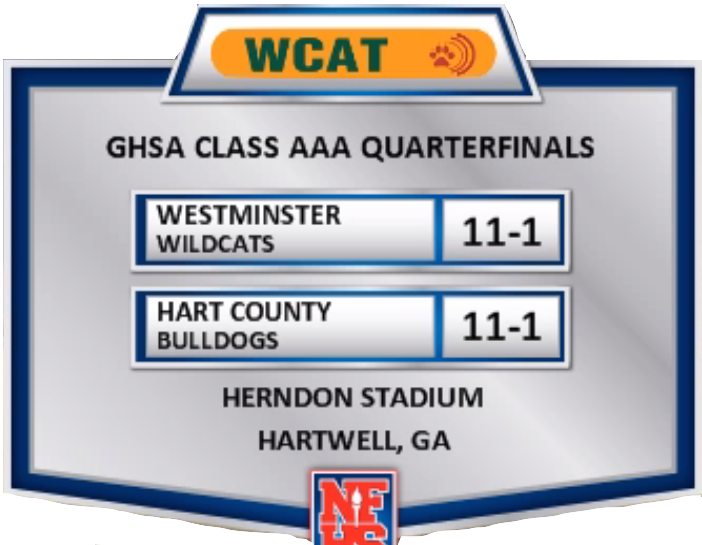 WCAT
GHSA CLASS AAA QUARTERFINALS
WESTMINSTER
WILDCATS
11-1
HART COUNTY
BULLDOGS
11-1
HERNDON STADIUM
HARTWELL, GA
NF
HS